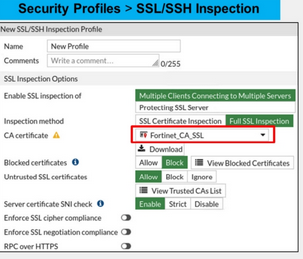 Security Profiles > SSL/SSH Inspection
New SSL/SSH Inspection Profile
Name New Profile
Comments Write a comment... 0/255
SSL Inspection Options
Enable SSL inspection of Multiple Clients Connecting to Multiple Servers
Protecting SSL Server
Inspection method SSL Certificate Inspection Full SSL Inspection
CA certificate Fortinet_CA_SSL
Download
Blocked certificates Allow Block View Blocked Certificates
Untrusted SSL certificates Allow Block Ignore
View Trusted CAs List
Server certificate SNI check Enable Strict Disable
Enforce SSL cipher compliance
Enforce SSL negotiation compliance
RPC over HTTPS